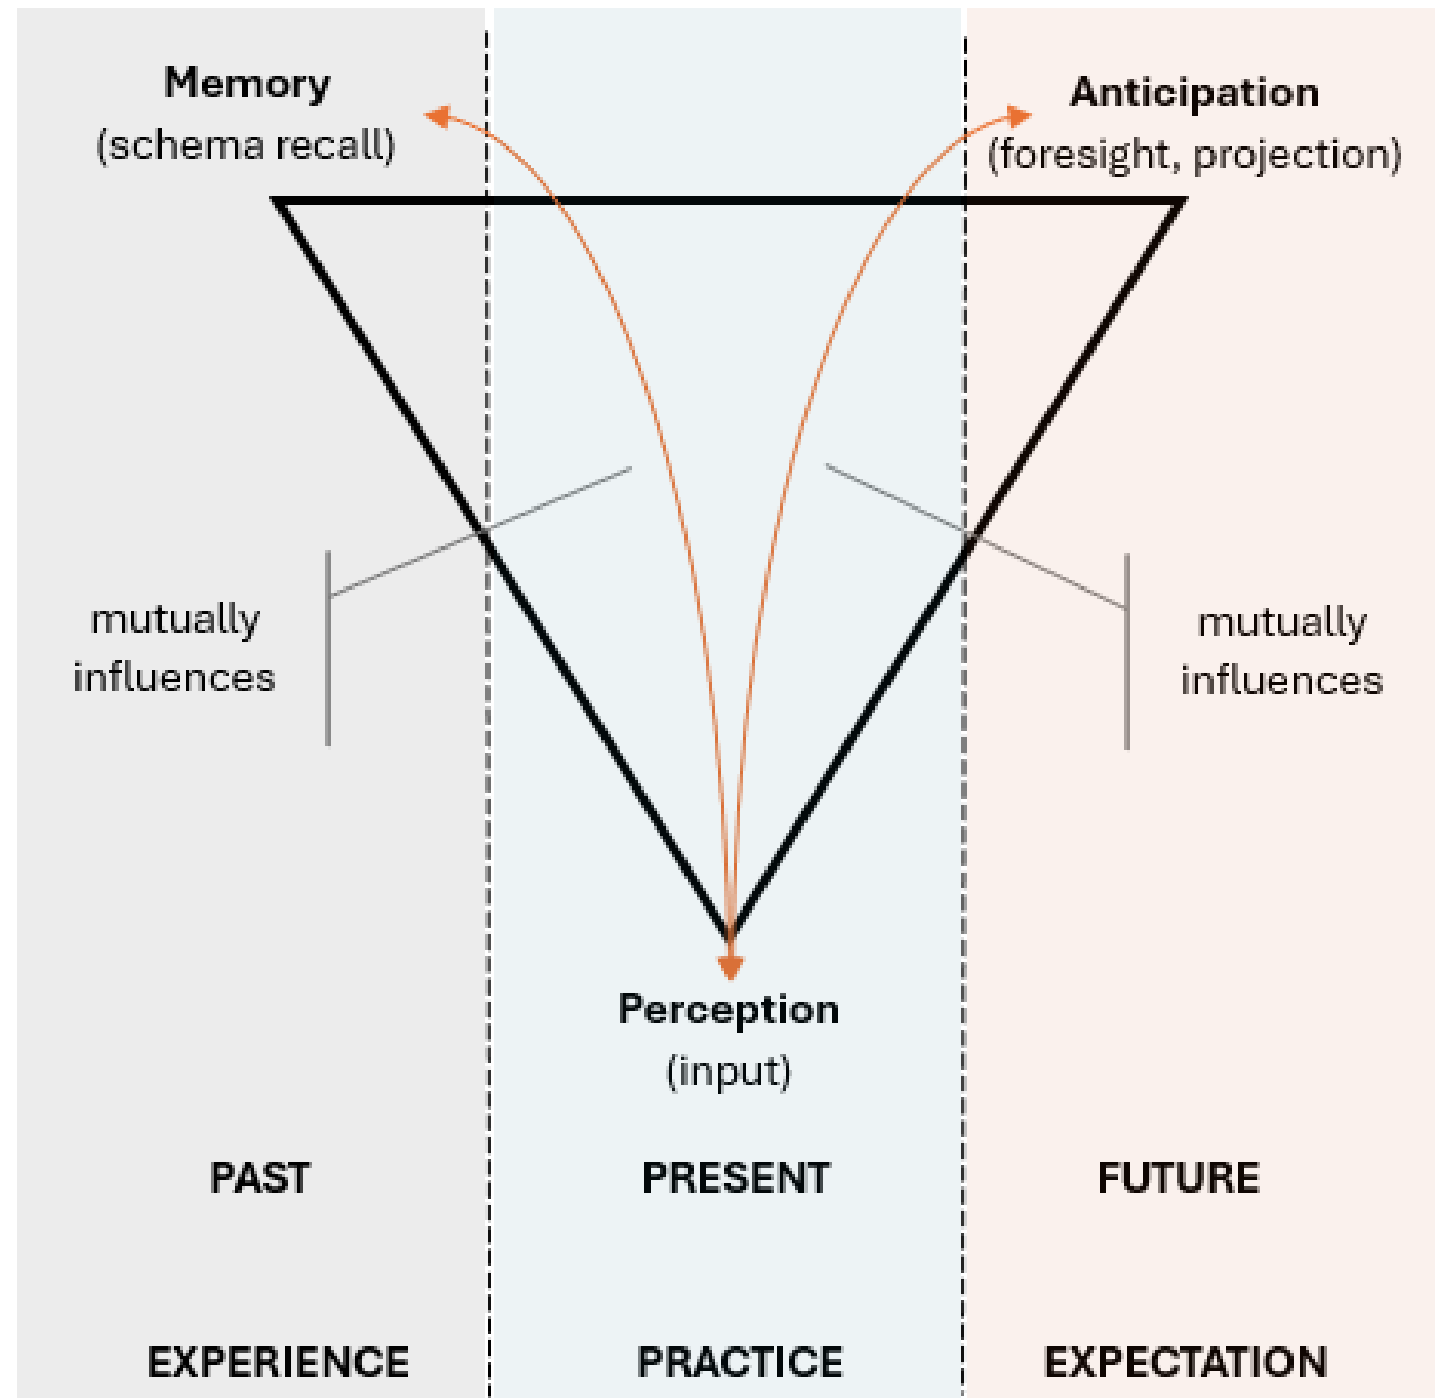 Memory
(schema recall)
Anticipation
(foresight, projection)
mutually
influences
mutually
influences
Perception
(input)
PAST
PRESENT
FUTURE
EXPERIENCE
PRACTICE
EXPECTATION